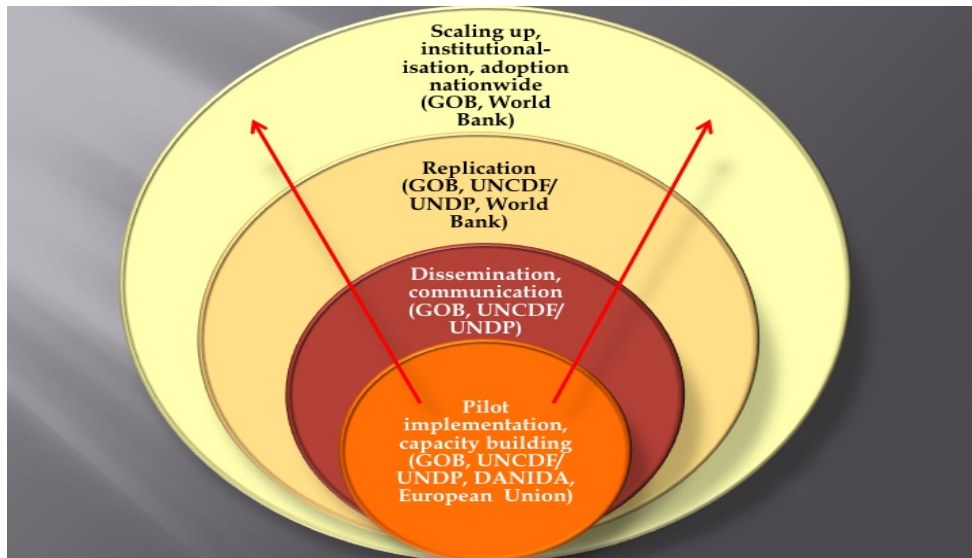 Scaling up,
institutional-
isation, adoption
nationwide
(GOB, World
Bank)
Replication
(GOB, UNCDF/
UNDP, World
Bank)
Dissemination,
communication
(GOB, UNCDF/
UNDP)
Pilot
implementation,
capacity building
(GOB, UNCDF/
UNDP, DANIDA,
European Union)